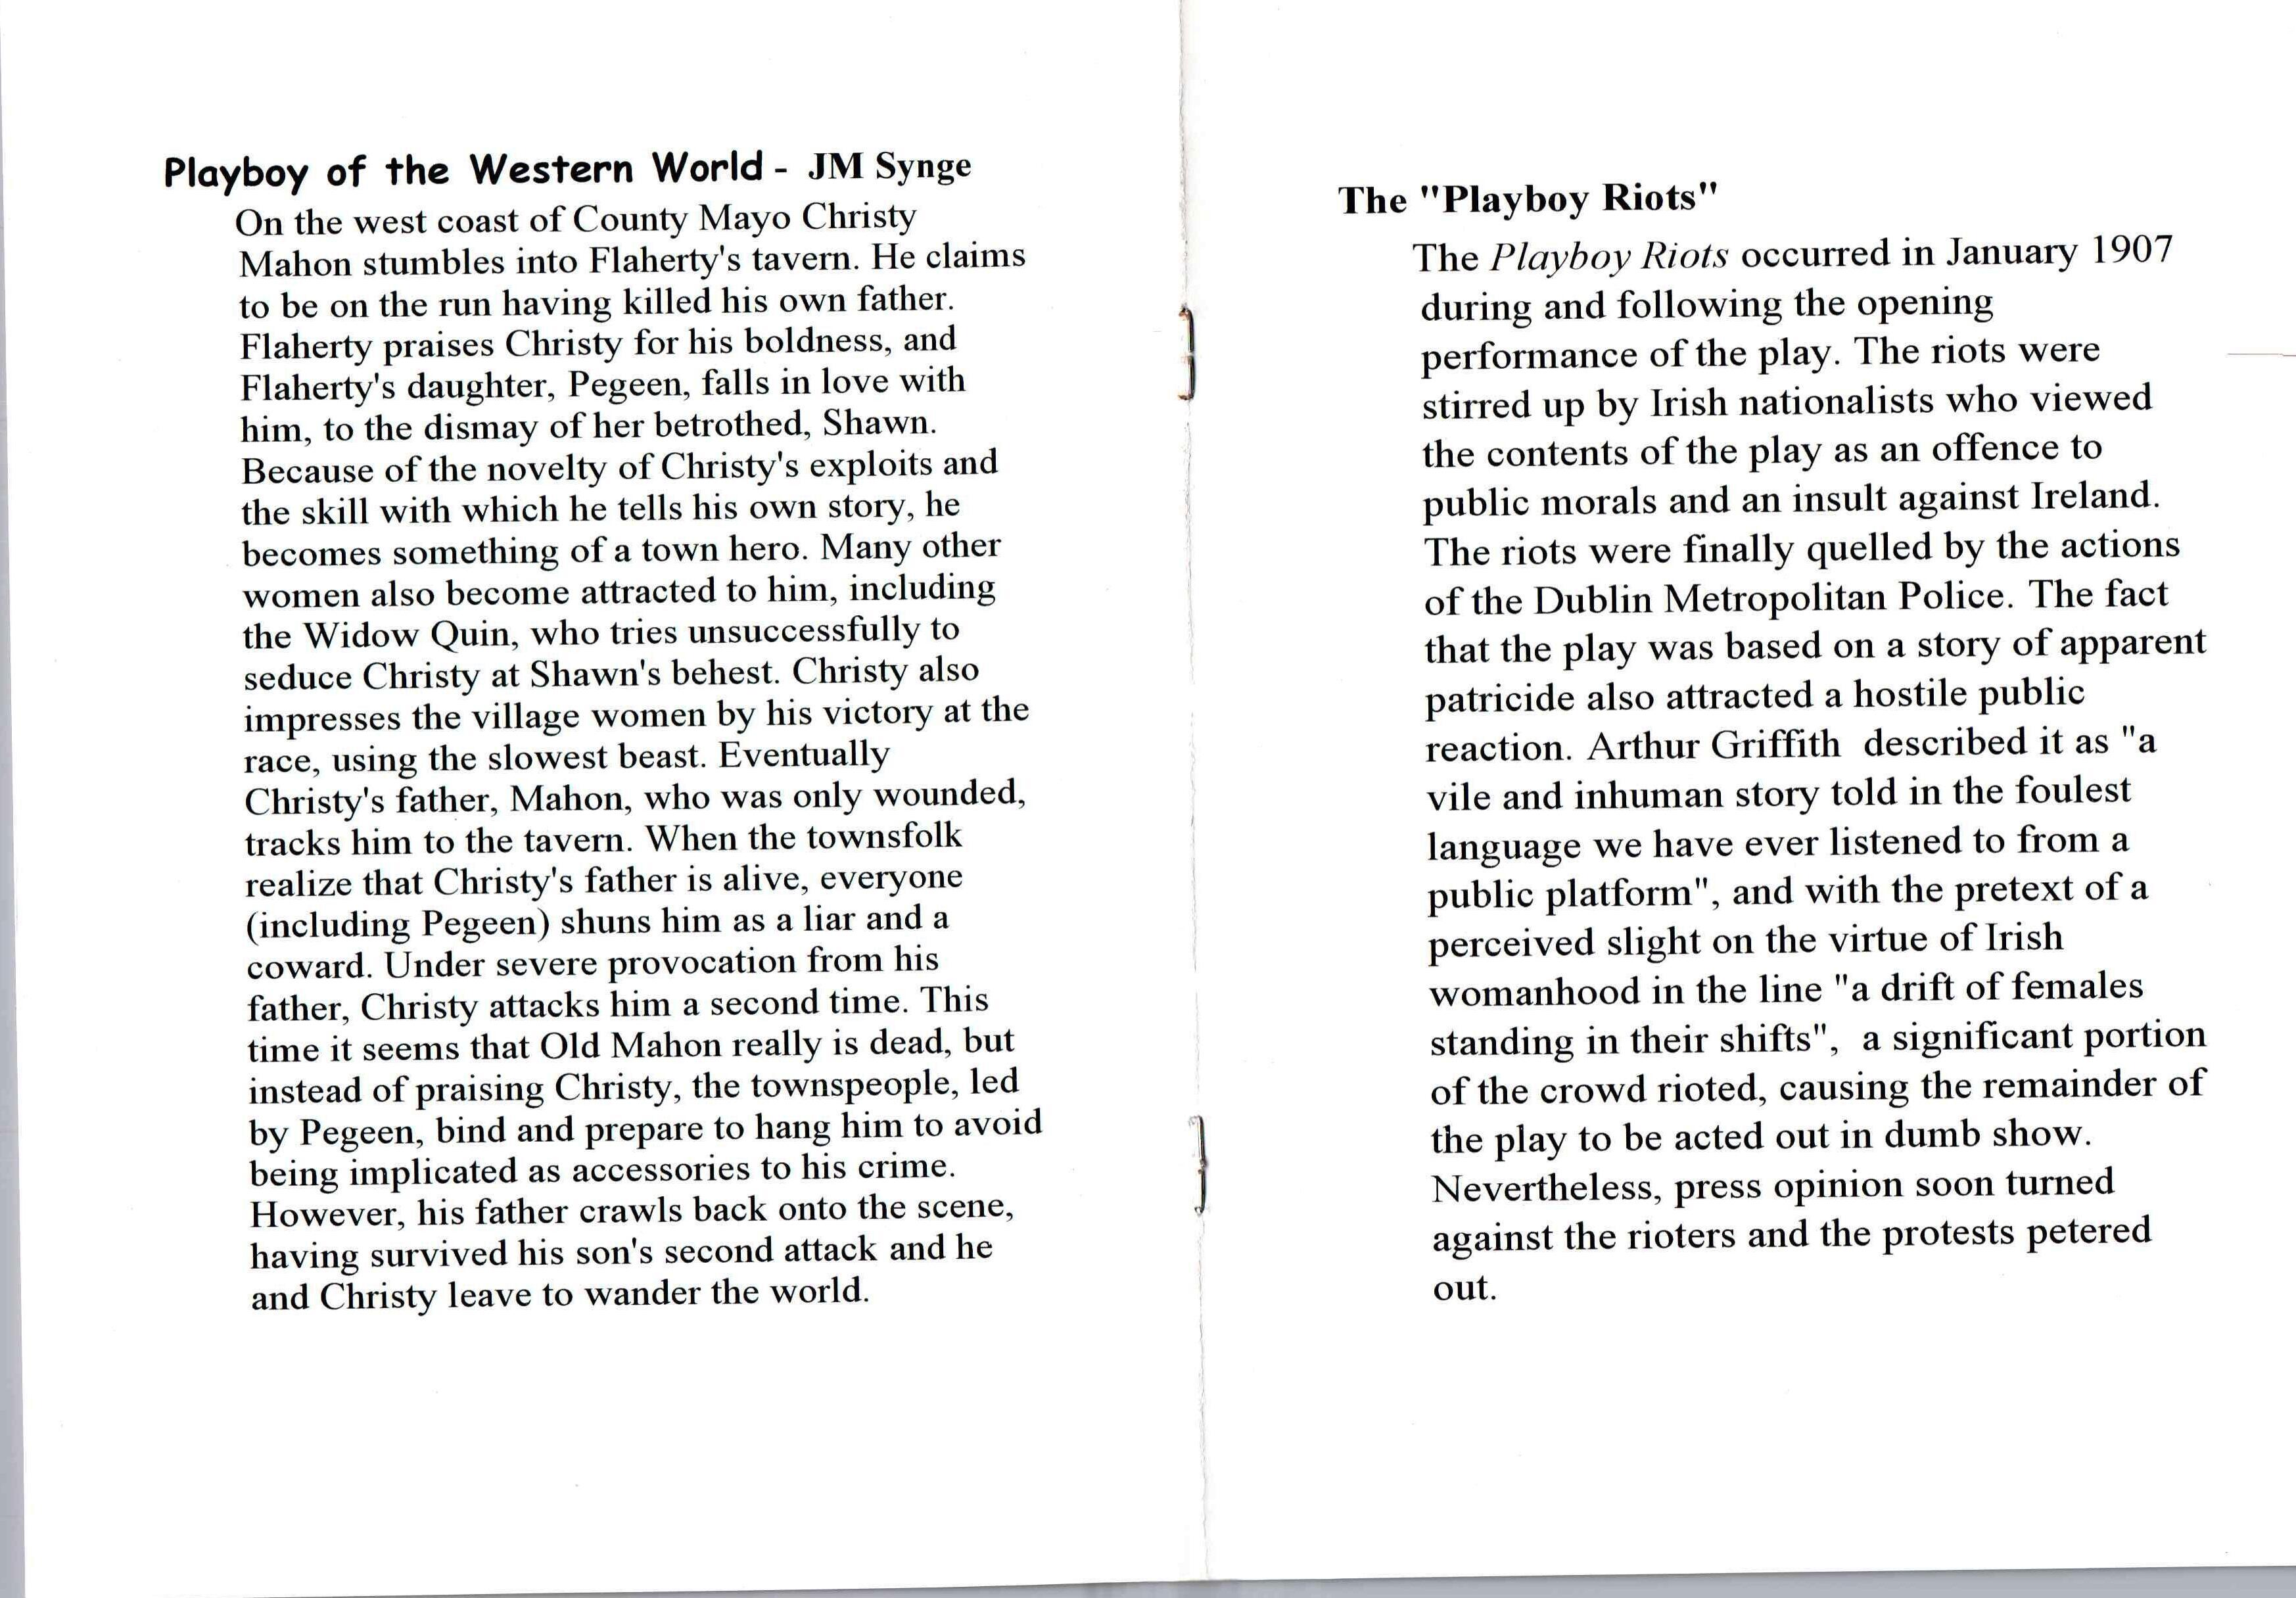 Playboy of the Western World - JM Synge
On the west coast of County Mayo Christy
Mahon stumbles into Flaherty's tavern. He claims
to be on the run having killed his own father.
Flaherty praises Christy for his boldness, and
Flaherty's daughter, Pegeen, falls in love with
him, to the dismay of her betrothed, Shawn.
Because of the novelty of Christy's exploits and
the skill with which he tells his own story, he
becomes something of a town hero. Many other
women also become attracted to him, including
the Widow Quin, who tries unsuccessfully to
seduce Christy at Shawn's behest. Christy also
impresses the village women by his victory at the
race, using the slowest beast. Eventually
Christy's father, Mahon, who was only wounded,
tracks him to the tavern. When the townsfolk
realize that Christy's father is alive, everyone
(including Pegeen) shuns him as a liar and a
coward. Under severe provocation from his
father, Christy attacks him a second time. This
time it seems that Old Mahon really is dead, but
instead of praising Christy, the townspeople, led
by Pegeen, bind and prepare to hang him to avoid
being implicated as accessories to his crime.
However, his father crawls back onto the scene,
having survived his son's second attack and he
and Christy leave to wander the world.
The "Playboy Riots"
The Playboy Riots occurred in January 1907
during and following the opening
performance of the play. The riots were
stirred up by Irish nationalists who viewed
the contents of the play as an offence to
public morals and an insult against Ireland.
The riots were finally quelled by the actions
of the Dublin Metropolitan Police. The fact
that the play was based on a story of apparent
patricide also attracted a hostile public
reaction. Arthur Griffith described it as "a
vile and inhuman story told in the foulest
language we have ever listened to from a
public platform", and with the pretext of a
perceived slight on the virtue of Irish
womanhood in the line "a drift of females
standing in their shifts", a significant portion
of the crowd rioted, causing the remainder of
the play to be acted out in dumb show.
Nevertheless, press opinion soon turned
against the rioters and the protests petered
out.